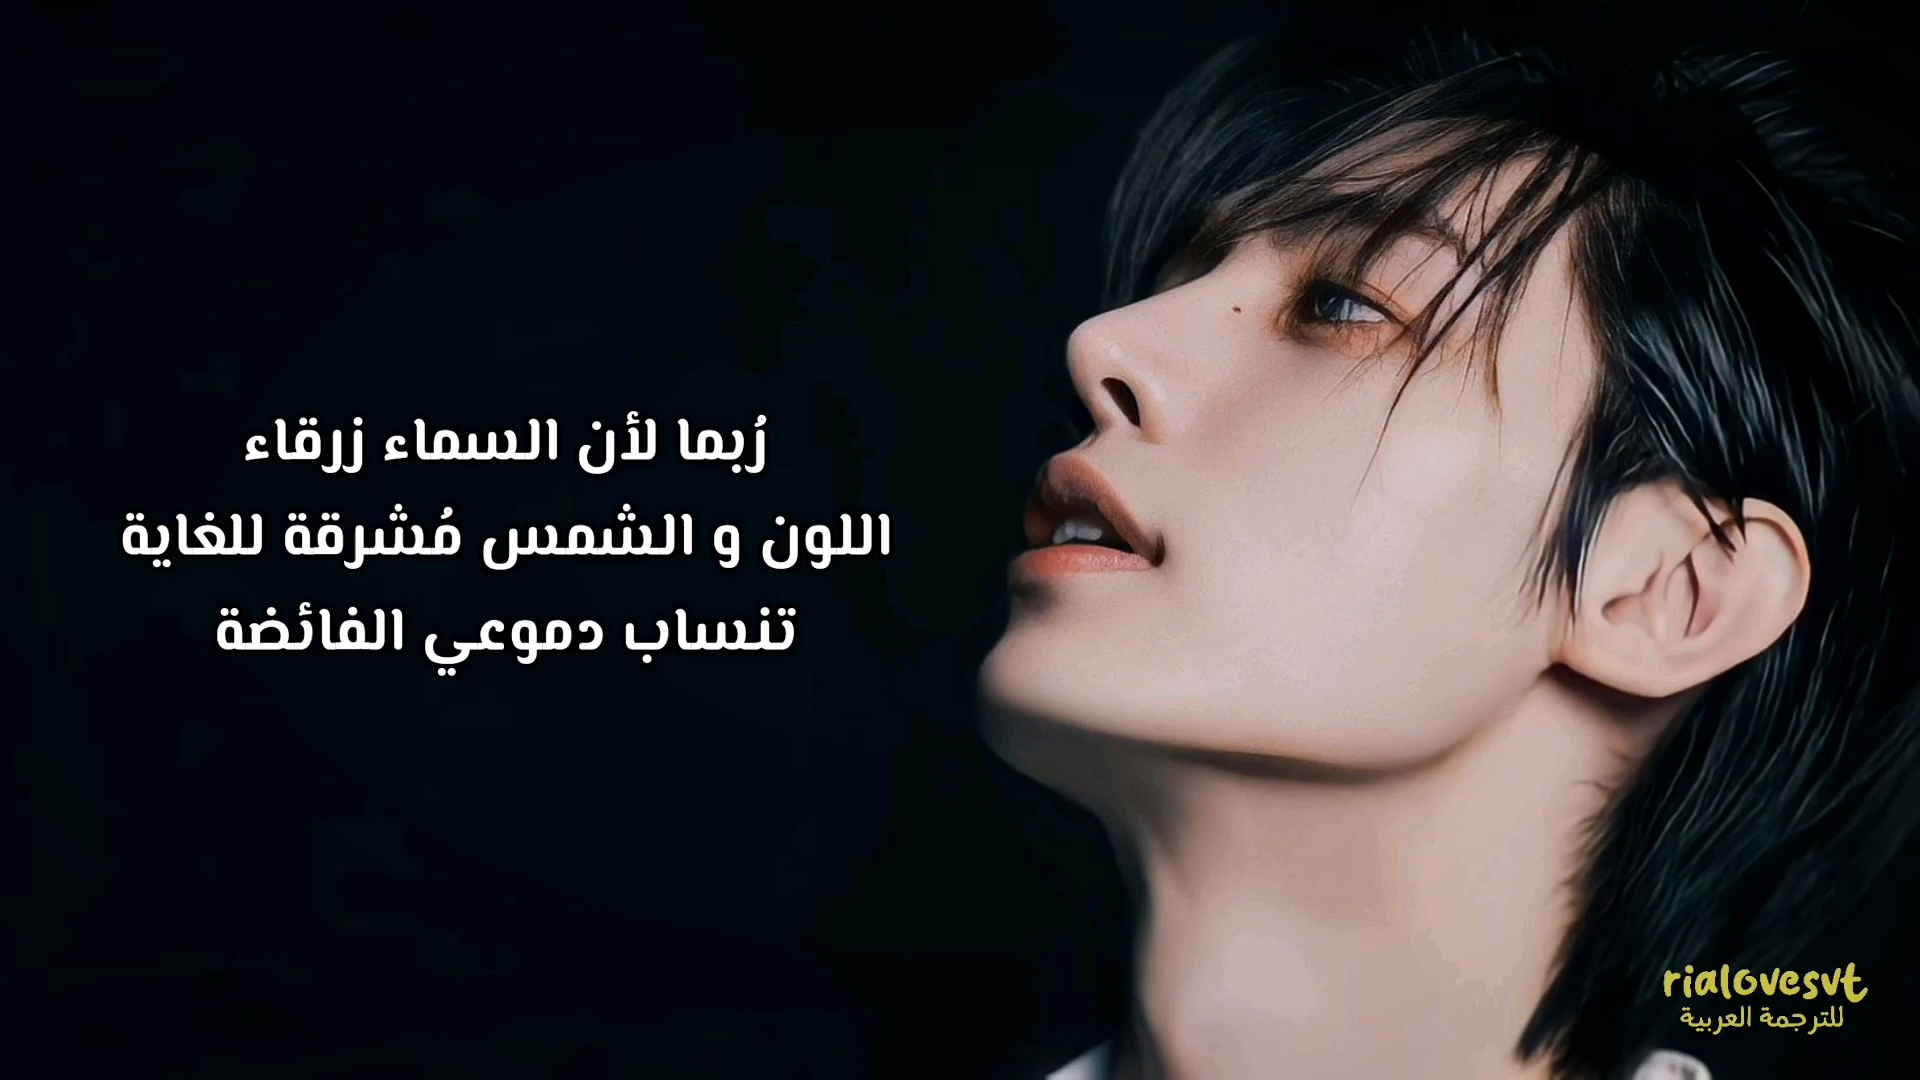 رُبما لأن السماء زرقاء
اللون و الشمس مُشرقة للغاية
تنساب دموعي الفائضة
rialovesvt
للترجمة العربية